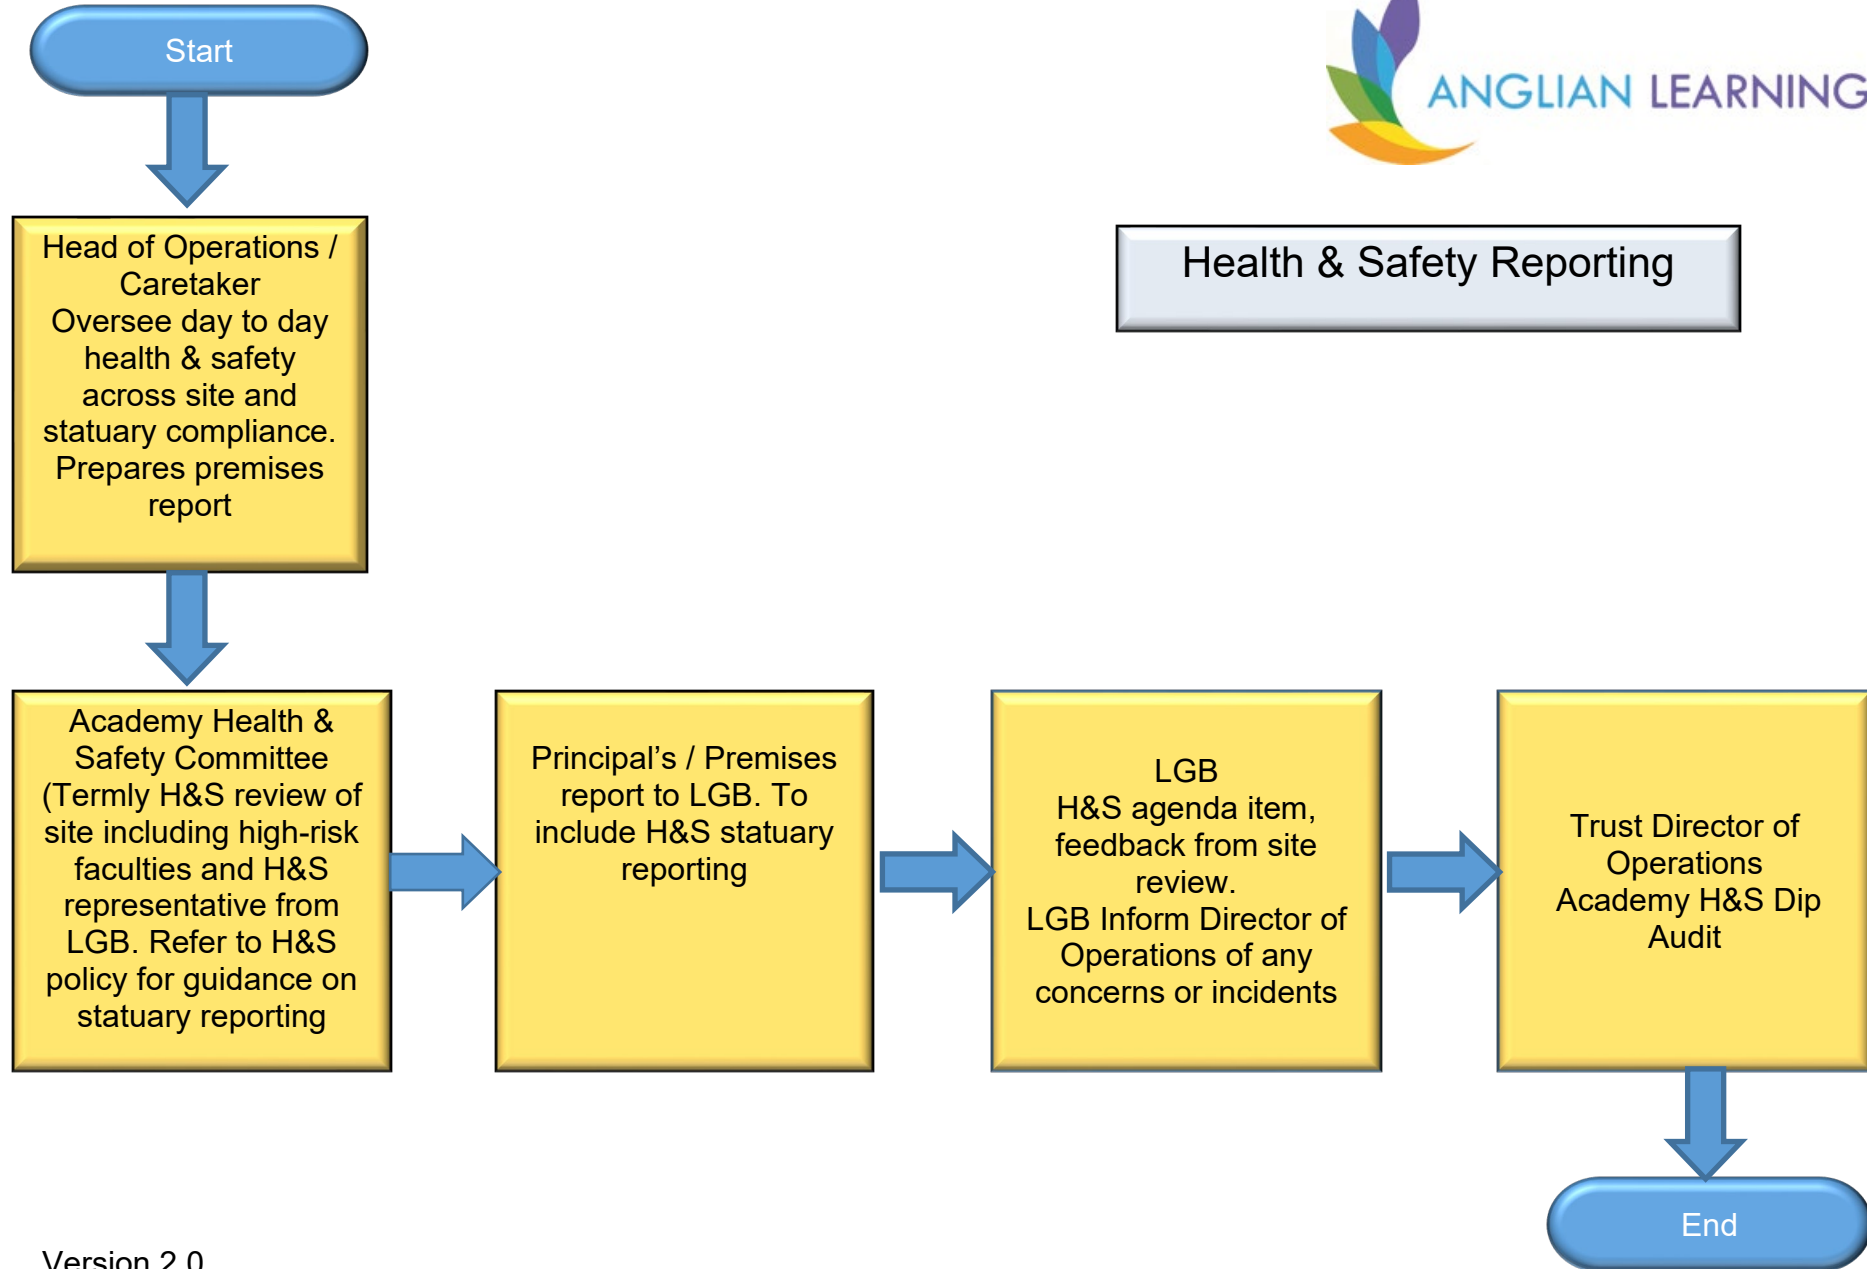 Start
ANGLIAN LEARNING
Health & Safety Reporting
Head of Operations /
Caretaker
Oversee day to day
health & safety
across site and
statuary compliance.
Prepares premises
report
Academy Health &
Safety Committee
(Termly H&S review of
site including high-risk
faculties and H&S
representative from
LGB. Refer to H&S
policy for guidance on
statuary reporting
Principal’s / Premises
report to LGB. To
include H&S statuary
reporting
LGB
H&S agenda item,
feedback from site
review.
LGB Inform Director of
Operations of any
concerns or incidents
Trust Director of
Operations
Academy H&S Dip
Audit
End
Version 2.0